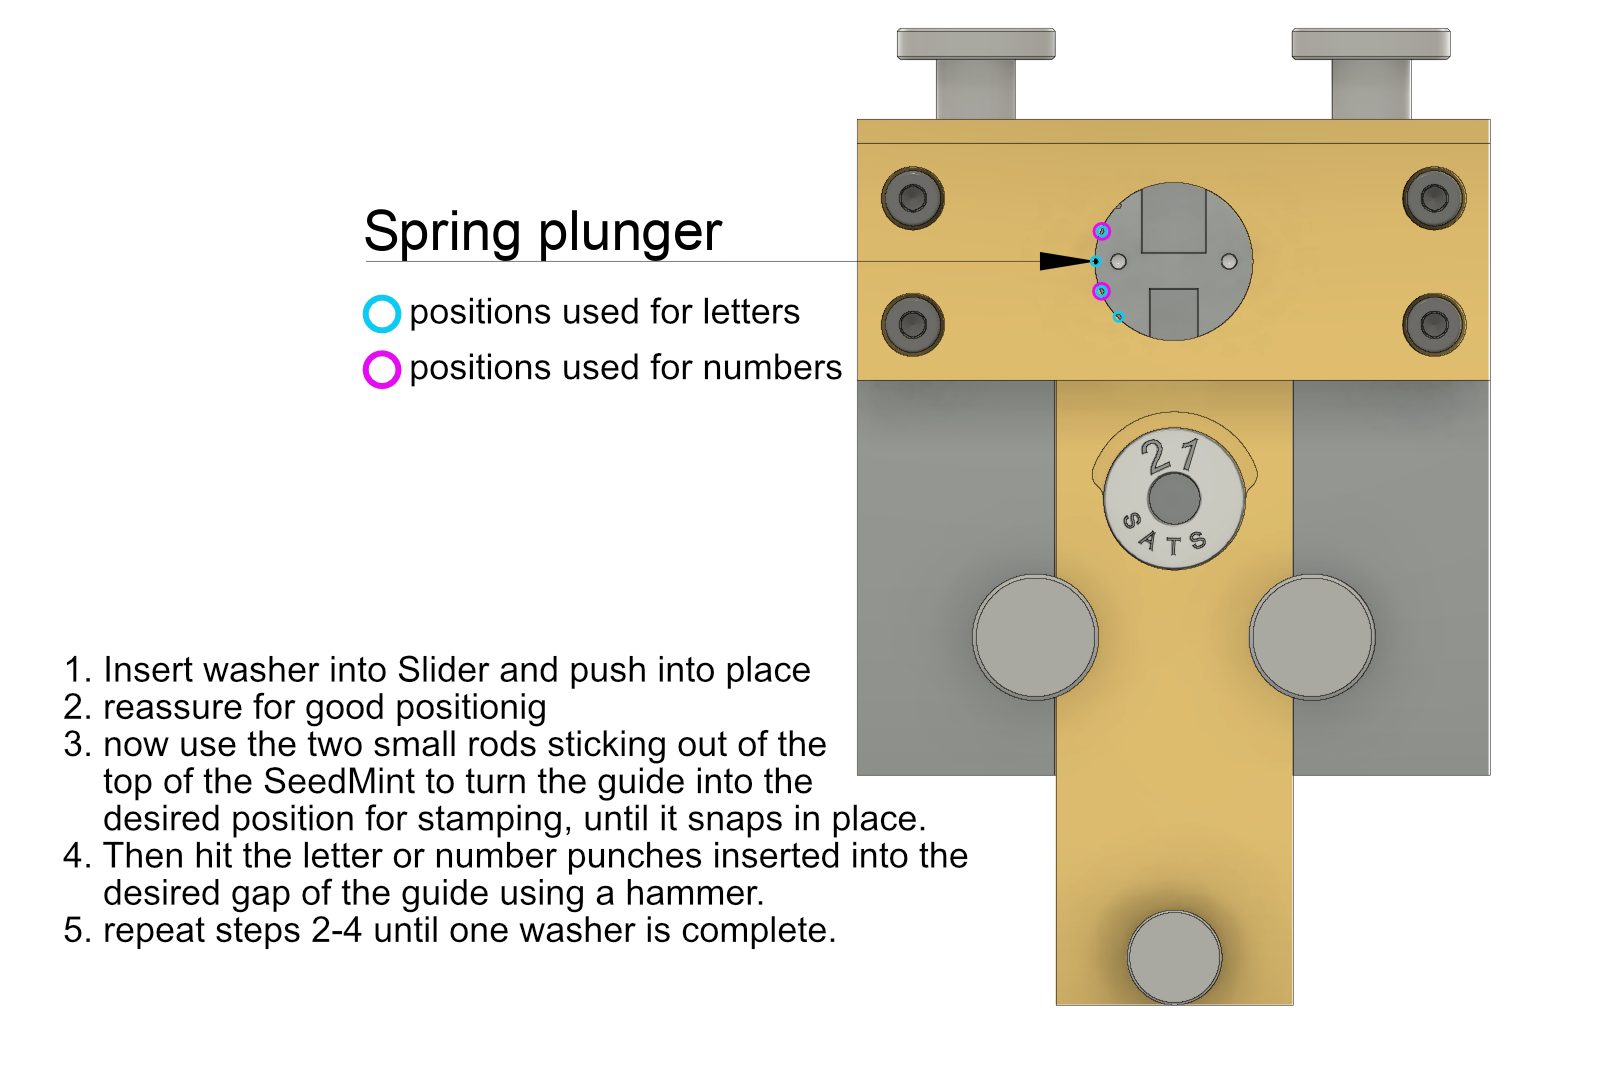 Spring plunger
positions used for letters
positions used for numbers
21
SATS
1. Insert washer into Slider and push into place
2. reassure for good positionig
3. now use the two small rods sticking out of the
top of the SeedMint to turn the guide into the
desired position for stamping, until it snaps in place.
4. Then hit the letter or number punches inserted into the
desired gap of the guide using a hammer.
5. repeat steps 2-4 until one washer is complete.